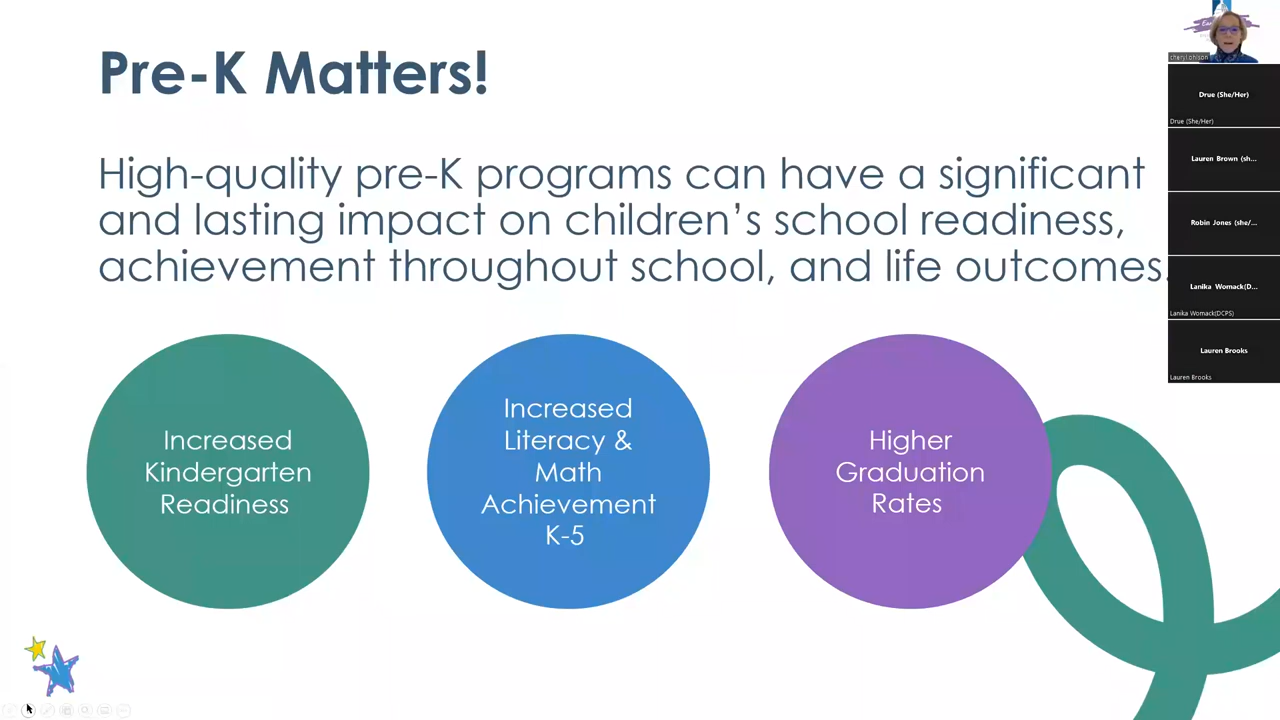 Pre-K Matters!
High-quality pre-K programs can have a significant
and lasting impact on children’s school readiness,
achievement throughout school, and life outcomes.
Increased
Kindergarten
Readiness
Increased
Literacy &
Math
Achievement
K-5
Higher
Graduation
Rates
cheryl ohlson
Drue (She/Her)
Drue (She/Her)
Lauren Brown (sh...
Robin Jones (she/...
Lanika Womack(D...
Lanika Womack(DCPS)
Lauren Brooks
Lauren Brooks